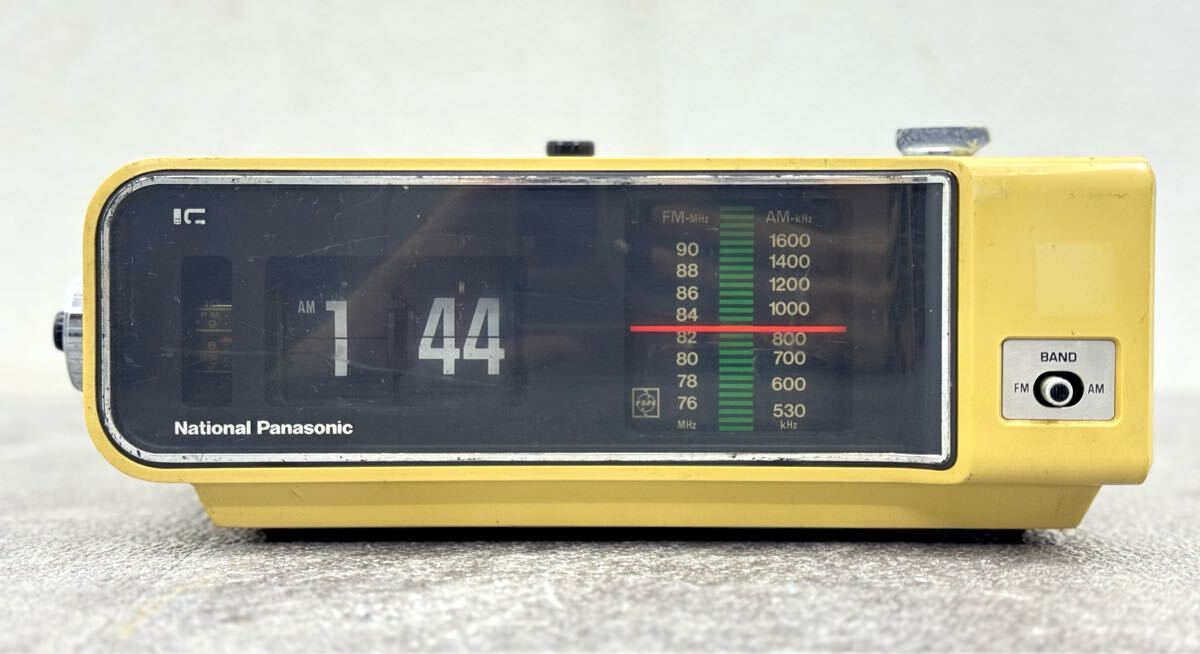 IC
AM 1 44
National Panasonic
FM-MHz AM-kHz
90 1600
88 1400
86 1200
84 1000
82 800
80 700
78 600
76 530
MHz kHz
BAND
FM AM